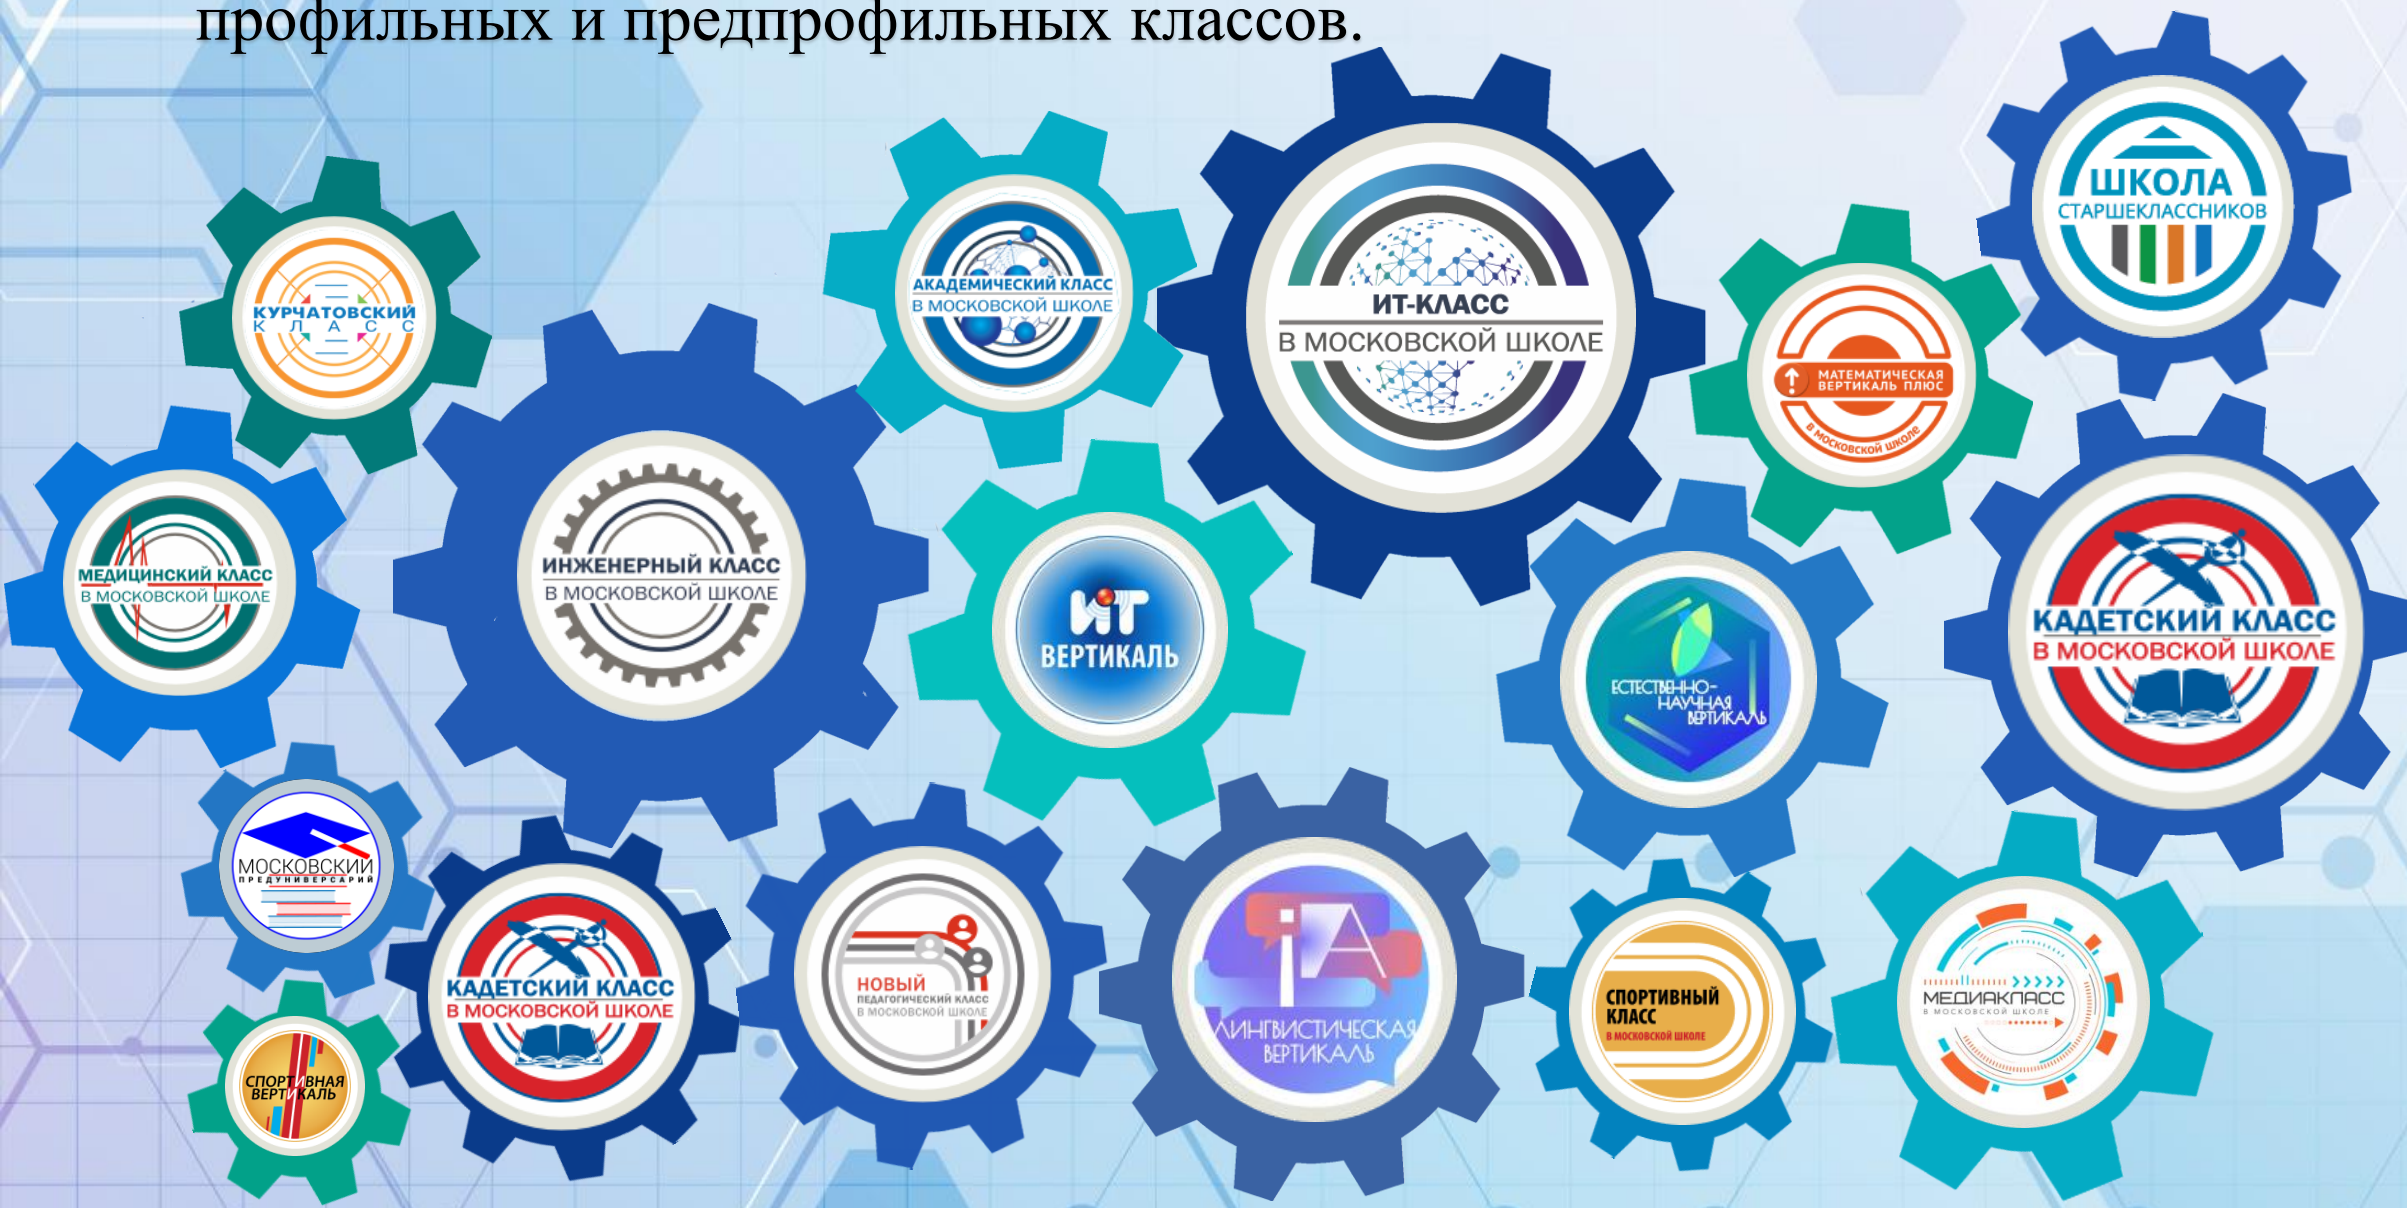 профильных и предпрофильных классов.
ШКОЛА
СТАРШЕКЛАССНИКОВ
КУРЧАТОВСКИЙ
КЛАСС
АКАДЕМИЧЕСКИЙ КЛАСС
В МОСКОВСКОЙ ШКОЛЕ
ИТ-КЛАСС
В МОСКОВСКОЙ ШКОЛЕ
МАТЕМАТИЧЕСКАЯ
ВЕРТИКАЛЬ ПЛЮС
В МОСКОВСКОЙ ШКОЛЕ
МЕДИЦИНСКИЙ КЛАСС
В МОСКОВСКОЙ ШКОЛЕ
ИНЖЕНЕРНЫЙ КЛАСС
В МОСКОВСКОЙ ШКОЛЕ
ИТ
ВЕРТИКАЛЬ
ЕСТЕСТВЕННО-
НАУЧНАЯ
ВЕРТИКАЛЬ
КАДЕТСКИЙ КЛАСС
В МОСКОВСКОЙ ШКОЛЕ
МОСКОВСКИЙ
ПРЕДУНИВЕРСАРИЙ
КАДЕТСКИЙ КЛАСС
В МОСКОВСКОЙ ШКОЛЕ
НОВЫЙ
ПЕДАГОГИЧЕСКИЙ КЛАСС
В МОСКОВСКОЙ ШКОЛЕ
iA
ЛИНГВИСТИЧЕСКАЯ
ВЕРТИКАЛЬ
СПОРТИВНЫЙ
КЛАСС
В МОСКОВСКОЙ ШКОЛЕ
МЕДИАКЛАСС
В МОСКОВСКОЙ ШКОЛЕ
СПОРТИВНАЯ
ВЕРТИКАЛЬ